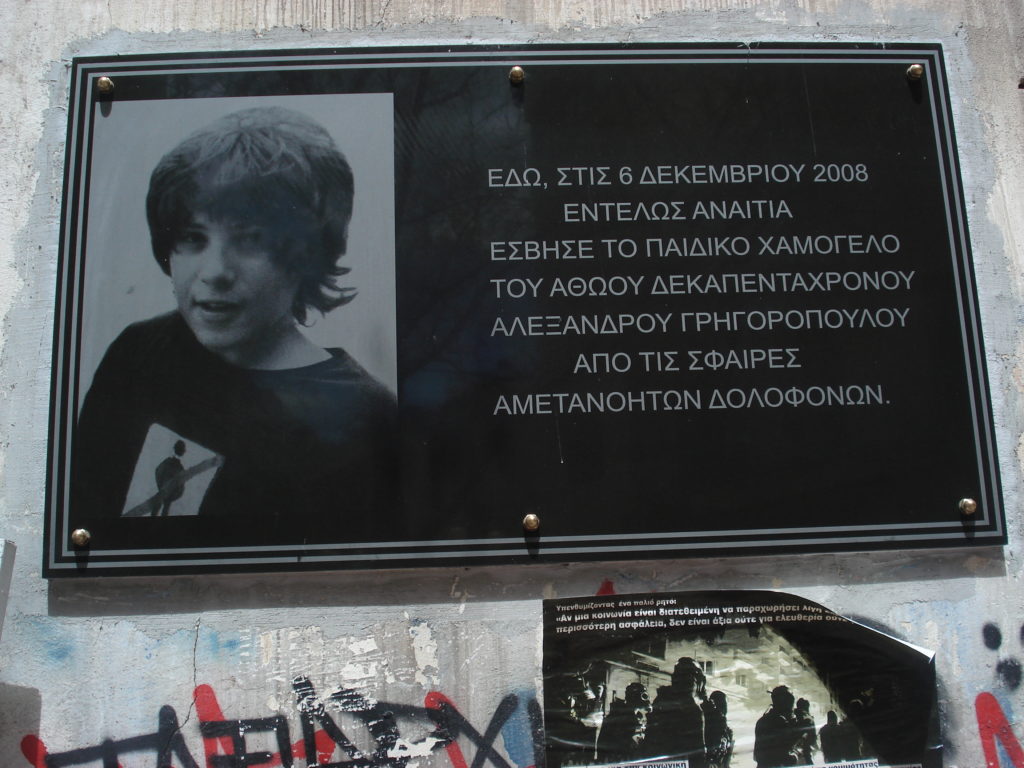 ΕΔΩ, ΣΤΙΣ 6 ΔΕΚΕΜΒΡΙΟΥ 2008
ΕΝΤΕΛΩΣ ΑΝΑΙΤΙΑ
ΕΣΒΗΣΕ ΤΟ ΠΑΙΔΙΚΟ ΧΑΜΟΓΕΛΟ
ΤΟΥ ΑΘΩΟΥ ΔΕΚΑΠΕΝΤΑΧΡΟΝΟΥ
ΑΛΕΞΑΝΔΡΟΥ ΓΡΗΓΟΡΟΠΟΥΛΟΥ
ΑΠΟ ΤΙΣ ΣΦΑΙΡΕΣ
ΑΜΕΤΑΝΟΗΤΩΝ ΔΟΛΟΦΟΝΩΝ.
Υπενθυμίζοντας ένα παλιό ρητό:
«Αν μια κοινωνία είναι διατεθειμένη να παραχωρήσει λίγη
περισσότερη ασφάλεια, δεν είναι άξια ούτε για ελευθερία ούτε